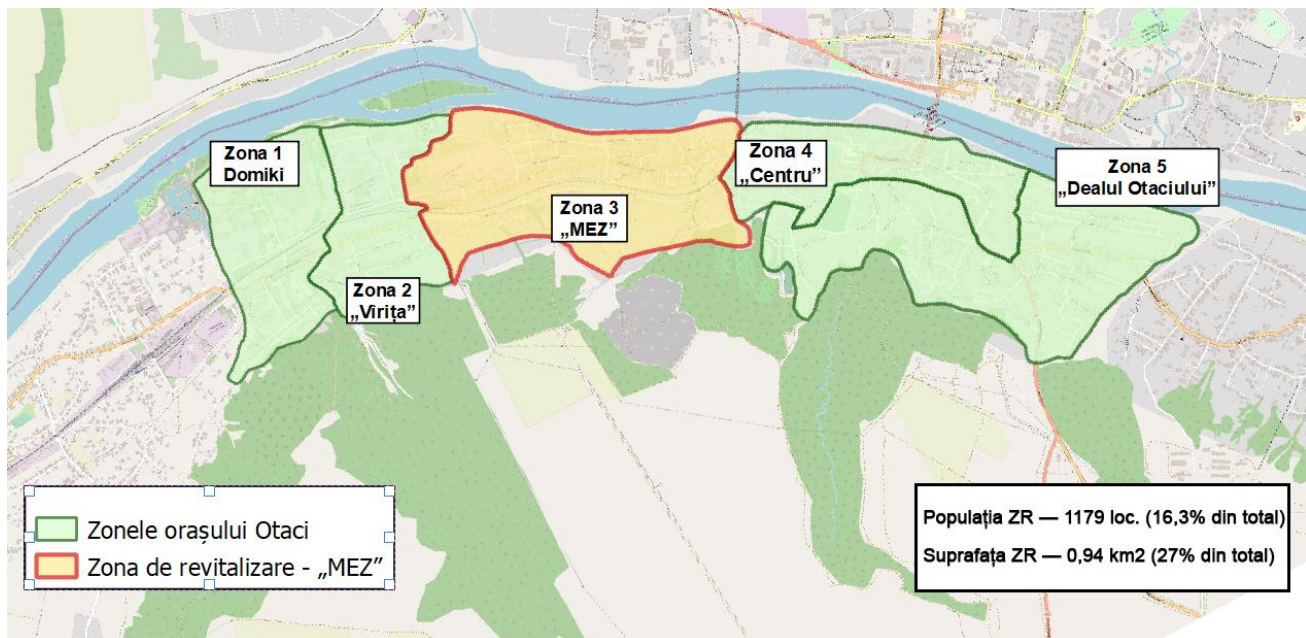 Zona 1
Domiki
Zona 2
„Vîrița”
Zona 3
„MEZ”
Zona 4
„Centru”
Zona 5
„Dealul Otaciului”
Zonele orașului Otaci
Zona de revitalizare - „MEZ”
Populația ZR — 1179 loc. (16,3% din total)
Suprafața ZR — 0,94 km2 (27% din total)